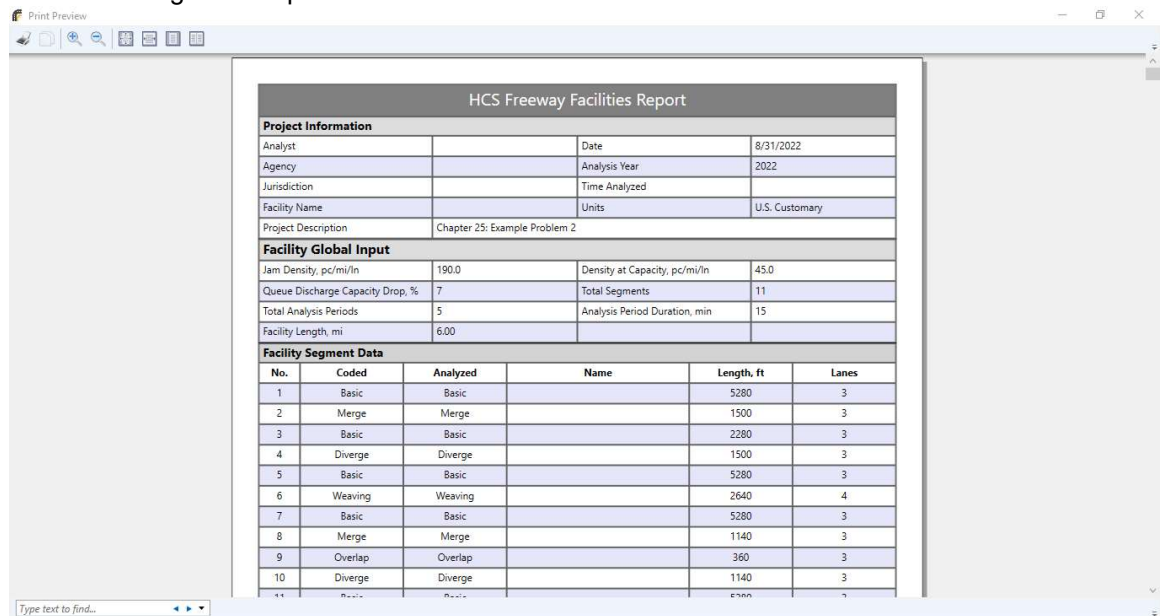 Print Preview
HCS Freeway Facilities Report
Project Information
Analyst Date 8/31/2022
Agency Analysis Year 2022
Jurisdiction Time Analyzed
Facility Name Units U.S. Customary
Project Description Chapter 25: Example Problem 2
Facility Global Input
Jam Density, pc/mi/ln 190.0 Density at Capacity, pc/mi/ln 45.0
Queue Discharge Capacity Drop, % 7 Total Segments 11
Total Analysis Periods 5 Analysis Period Duration, min 15
Facility Length, mi 6.00
Facility Segment Data
No. Coded Analyzed Name Length, ft Lanes
1 Basic Basic 5280 3
2 Merge Merge 1500 3
3 Basic Basic 2280 3
4 Diverge Diverge 1500 3
5 Basic Basic 5280 3
6 Weaving Weaving 2640 4
7 Basic Basic 5280 3
8 Merge Merge 1140 3
9 Overlap Overlap 360 3
10 Diverge Diverge 1140 3
11 Basic Basic 5280 3
Type text to find...